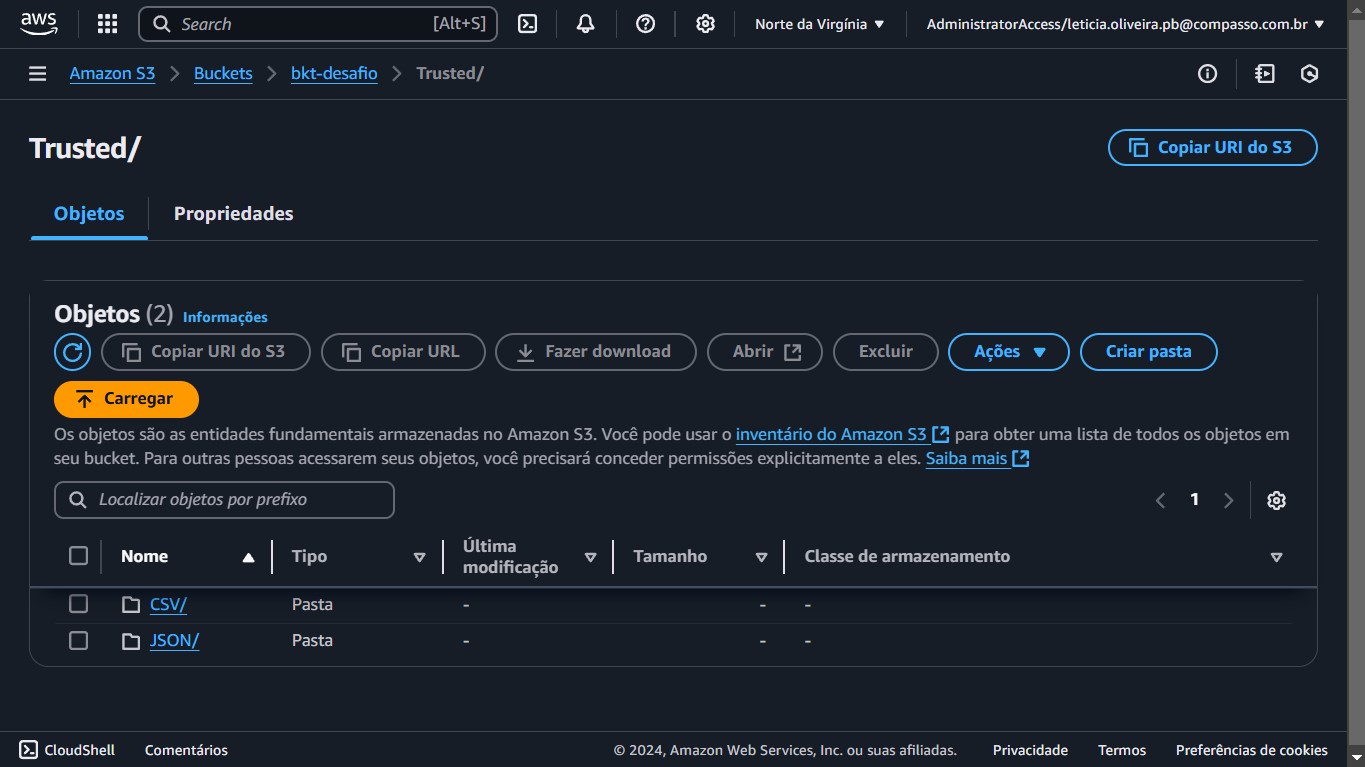 aws Search [Alt+S] Norte da Virgínia AdministratorAccess/leticia.oliveira.pb@compasso.com.br
Amazon S3 Buckets bkt-desafio Trusted/
Trusted/ Copiar URI do S3
Objetos Propriedades
Objetos (2) Informações
Copiar URI do S3 Copiar URL Fazer download Abrir Excluir Ações Criar pasta
Carregar
Os objetos são as entidades fundamentais armazenadas no Amazon S3. Você pode usar o inventário do Amazon S3 para obter uma lista de todos os objetos em
seu bucket. Para outras pessoas acessarem seus objetos, você precisará conceder permissões explicitamente a eles. Saiba mais
Localizar objetos por prefixo 1
Nome Tipo Última modificação Tamanho Classe de armazenamento
CSV/ Pasta - - -
JSON/ Pasta - - -
CloudShell Comentários © 2024, Amazon Web Services, Inc. ou suas afiliadas. Privacidade Termos Preferências de cookies